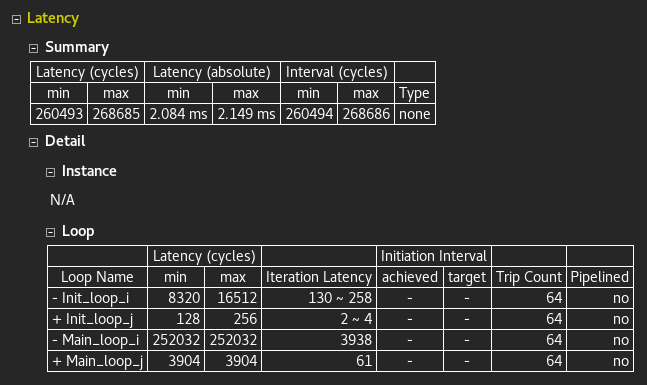 Latency
Summary
Latency (cycles) Latency (absolute) Interval (cycles)
min max min max min max Type
260493 268685 2.084 ms 2.149 ms 260494 268686 none
Detail
Instance
N/A
Loop
Latency (cycles) Initiation Interval
Loop Name min max Iteration Latency achieved target Trip Count Pipelined
- Init_loop_i 8320 16512 130 ~ 258 - - 64 no
+ Init_loop_j 128 256 2 ~ 4 - - 64 no
- Main_loop_i 252032 252032 3938 - - 64 no
+ Main_loop_j 3904 3904 61 - - 64 no